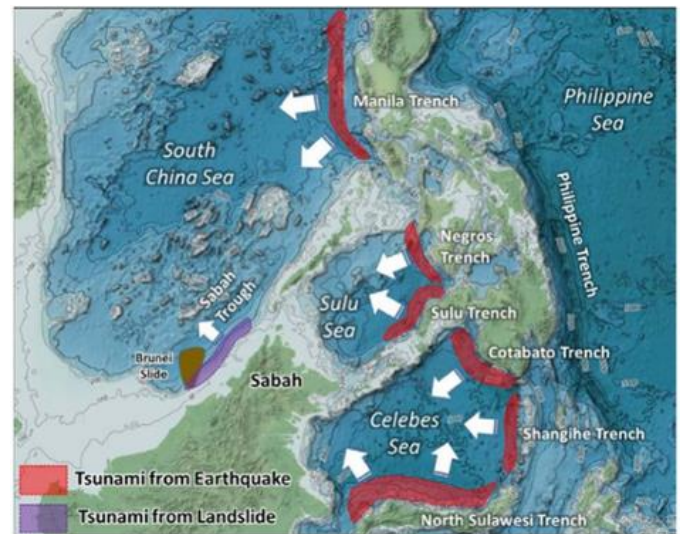 Manila Trench
Philippine
Sea
South
China Sea
Philippine Trench
Negros
Trench
Sabah
Trough
Sulu
Sea
Sulu Trench
Brunei
Slide
Sabah
Cotabato Trench
Celebes
Sea
Shangihe Trench
Tsunami from Earthquake
Tsunami from Landslide
North Sulawesi Trench